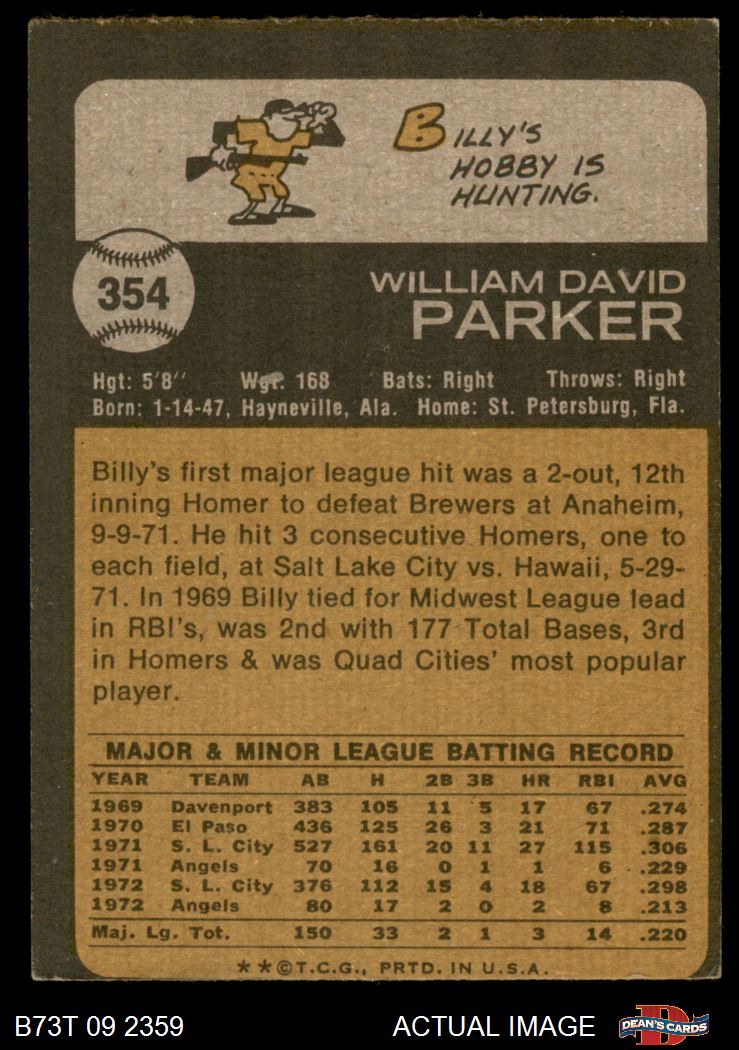 BILLY'S
HOBBY IS
HUNTING.
354
WILLIAM DAVID
PARKER
Hgt: 5'8" Wgt: 168 Bats: Right Throws: Right
Born: 1-14-47, Hayneville, Ala. Home: St. Petersburg, Fla.
Billy's first major league hit was a 2-out, 12th
inning Homer to defeat Brewers at Anaheim,
9-9-71. He hit 3 consecutive Homers, one to
each field, at Salt Lake City vs. Hawaii, 5-29-
71. In 1969 Billy tied for Midwest League lead
in RBI's, was 2nd with 177 Total Bases, 3rd
in Homers & was Quad Cities' most popular
player.
MAJOR & MINOR LEAGUE BATTING RECORD
YEAR TEAM AB H 2B 3B HR RBI AVG
1969 Davenport 383 105 11 5 17 67 .274
1970 El Paso 436 125 26 3 21 71 .287
1971 S. L. City 527 161 20 11 27 115 .306
1971 Angels 70 16 0 1 1 6 .229
1972 S. L. City 376 112 15 4 18 67 .298
1972 Angels 80 17 2 0 2 8 .213
Maj. Lg. Tot. 150 33 2 1 3 14 .220
**©T.C.G., PRTD. IN U.S.A.
B73T 09 2359 ACTUAL IMAGE D DEAN'S CARDS